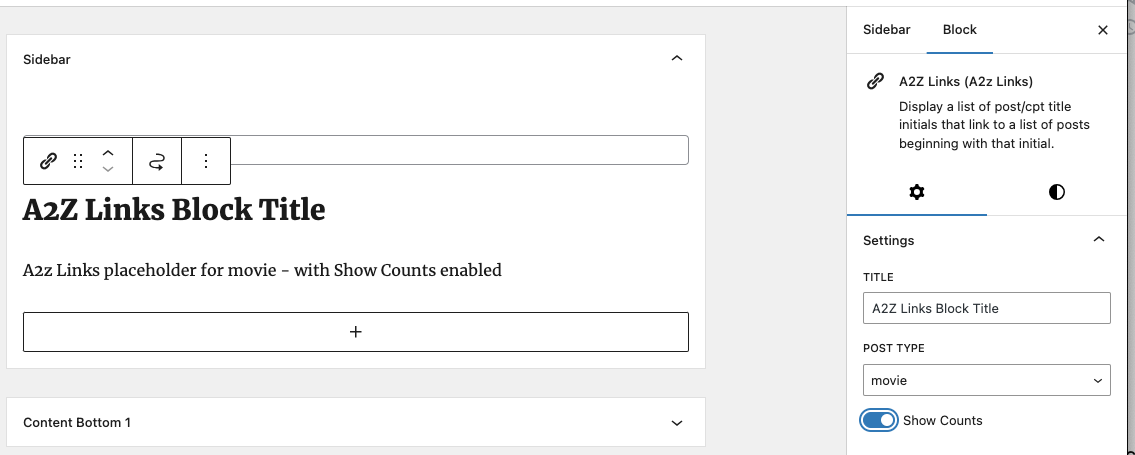 Sidebar
A2Z Links Block Title
A2z Links placeholder for movie - with Show Counts enabled
+
Content Bottom 1
Sidebar
Block
A2Z Links (A2z Links)
Display a list of post/cpt title
initials that link to a list of posts
beginning with that initial.
Settings
TITLE
A2Z Links Block Title
POST TYPE
movie
Show Counts